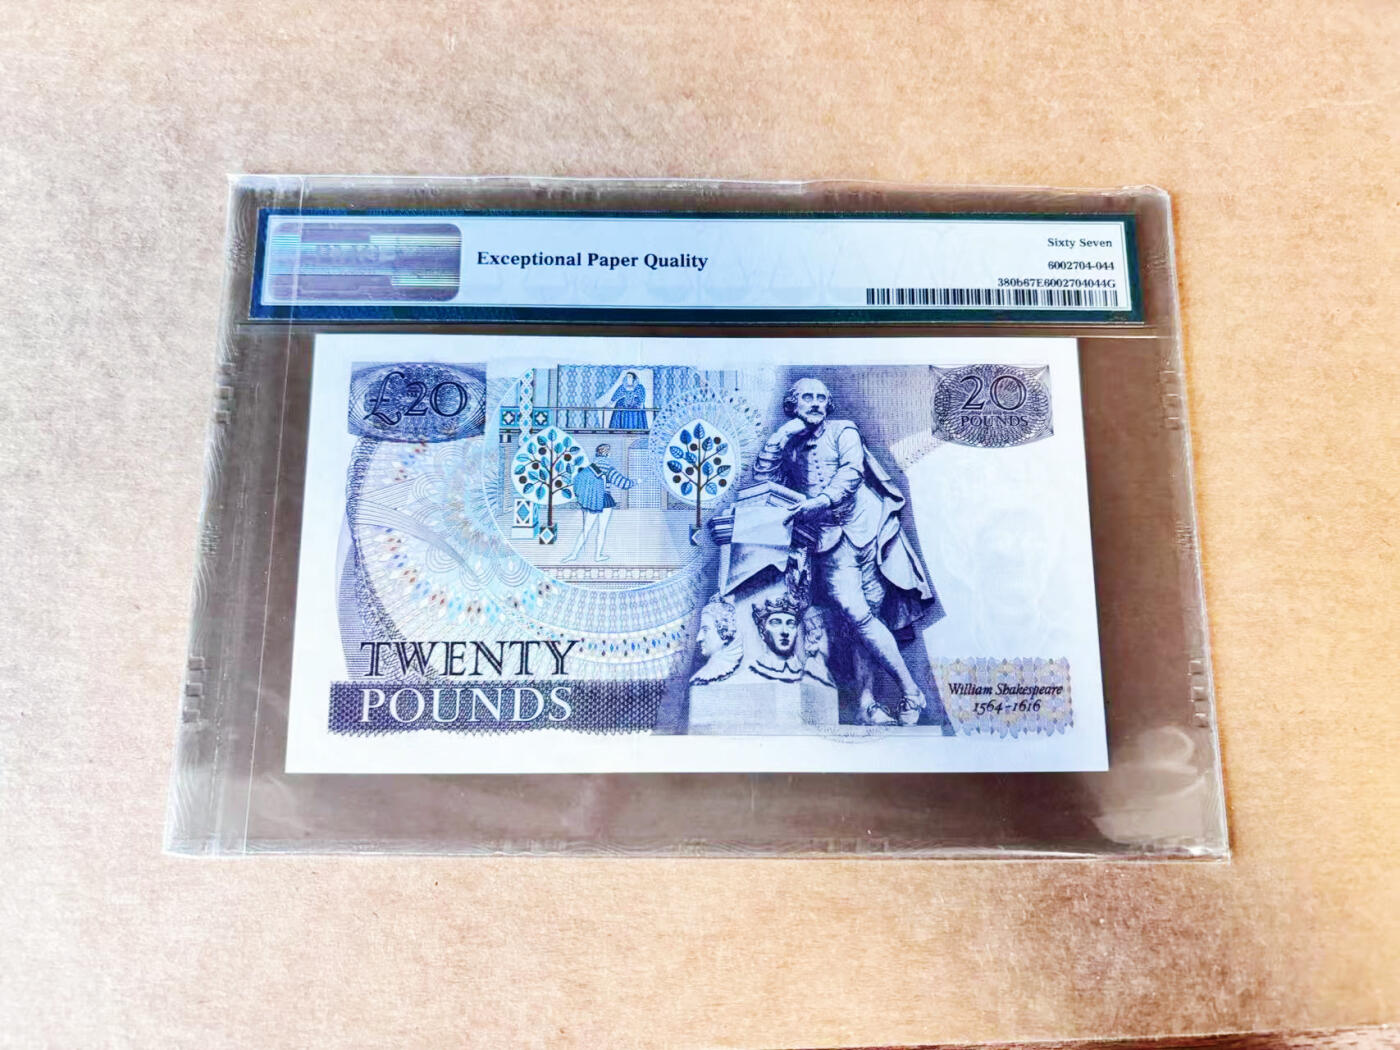 Exceptional Paper Quality
Sixty Seven
6002704-044
380b67E6002704044G
£20
20
POUNDS
TWENTY
POUNDS
William Shakespeare
1564-1616